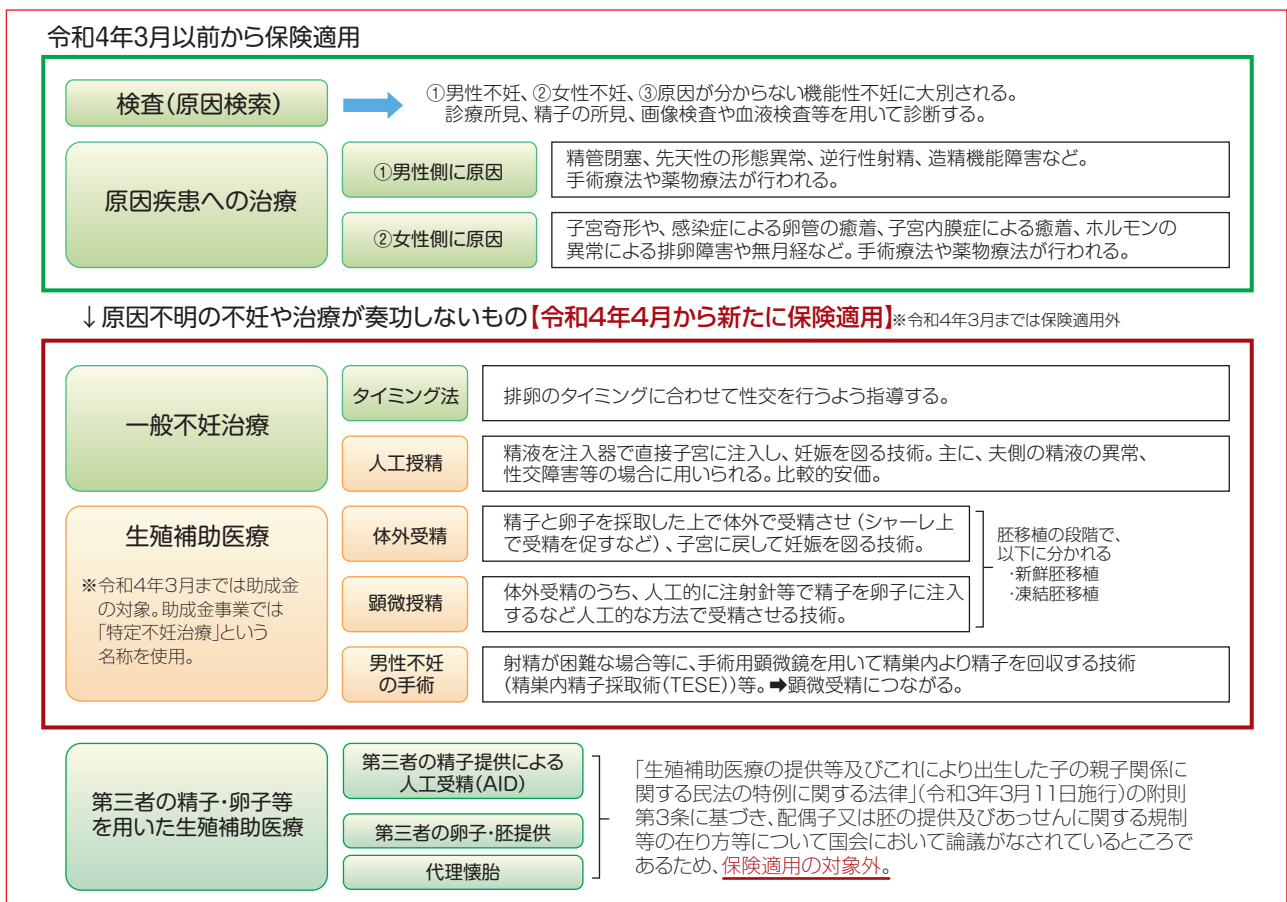 令和4年3月以前から保険適用
検査(原因検索)
①男性不妊、②女性不妊、③原因が分からない機能性不妊に大別される。
診療所見、精子の所見、画像検査や血液検査等を用いて診断する。
原因疾患への治療
①男性側に原因
精管閉塞、先天性の形態異常、逆行性射精、造精機能障害など。
手術療法や薬物療法が行われる。
②女性側に原因
子宮奇形や、感染症による卵管の癒着、子宮内膜症による癒着、ホルモンの
異常による排卵障害や無月経など。手術療法や薬物療法が行われる。
↓原因不明の不妊や治療が奏功しないもの【令和4年4月から新たに保険適用】※令和4年3月までは保険適用外
一般不妊治療
タイミング法
排卵のタイミングに合わせて性交を行うよう指導する。
人工授精
精液を注入器で直接子宮に注入し、妊娠を図る技術。主に、夫側の精液の異常、
性交障害等の場合に用いられる。比較的安価。
生殖補助医療
※令和4年3月までは助成金
の対象。助成金事業では
「特定不妊治療」という
名称を使用。
体外受精
精子と卵子を採取した上で体外で受精させ(シャーレ上
で受精を促すなど)、子宮に戻して妊娠を図る技術。
顕微授精
体外受精のうち、人工的に注射針等で精子を卵子に注入
するなど人工的な方法で受精させる技術。
胚移植の段階で、
以下に分かれる
・新鮮胚移植
・凍結胚移植
男性不妊
の手術
射精が困難な場合等に、手術用顕微鏡を用いて精巣内より精子を回収する技術
(精巣内精子採取術(TESE))等。➡顕微受精につながる。
第三者の精子・卵子等
を用いた生殖補助医療
第三者の精子提供による
人工受精(AID)
第三者の卵子・胚提供
代理懐胎
「生殖補助医療の提供等及びこれにより出生した子の親子関係に
関する民法の特例に関する法律」(令和3年3月11日施行)の附則
第3条に基づき、配偶子又は胚の提供及びあっせんに関する規制
等の在り方等について国会において論議がなされているところで
あるため、保険適用の対象外。